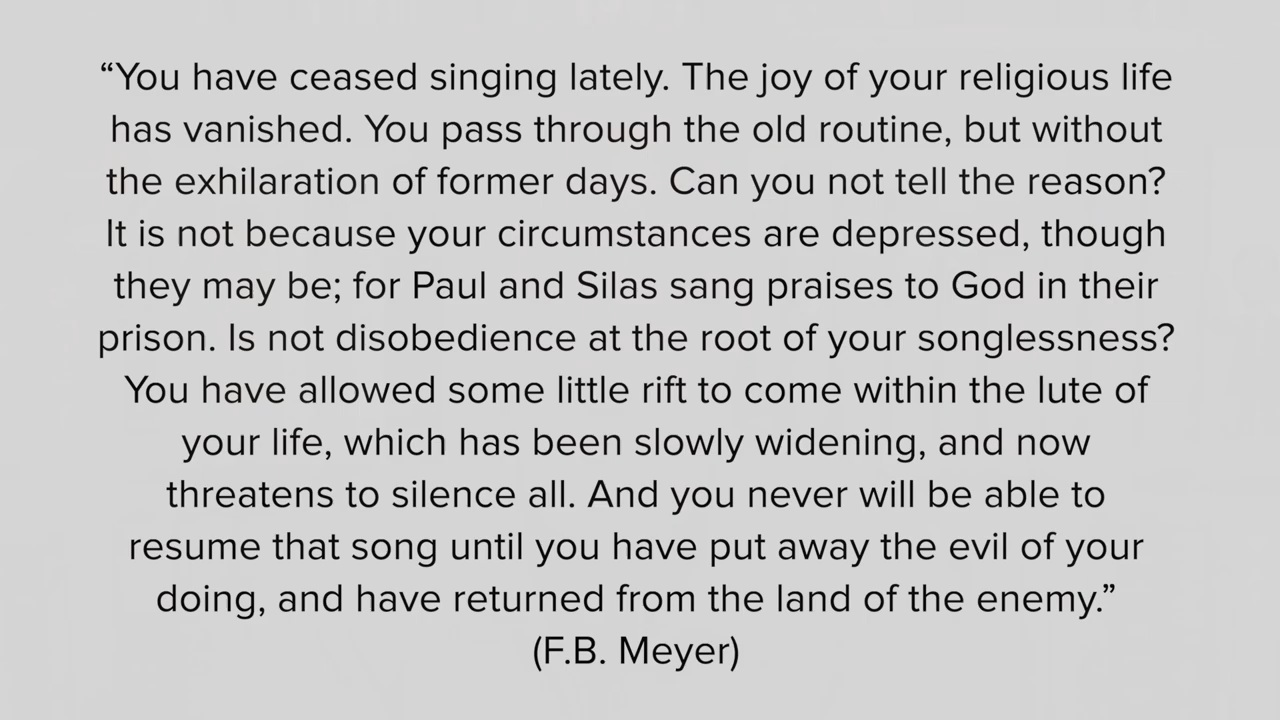 “You have ceased singing lately. The joy of your religious life
has vanished. You pass through the old routine, but without
the exhilaration of former days. Can you not tell the reason?
It is not because your circumstances are depressed, though
they may be; for Paul and Silas sang praises to God in their
prison. Is not disobedience at the root of your songlessness?
You have allowed some little rift to come within the lute of
your life, which has been slowly widening, and now
threatens to silence all. And you never will be able to
resume that song until you have put away the evil of your
doing, and have returned from the land of the enemy.”
(F.B. Meyer)